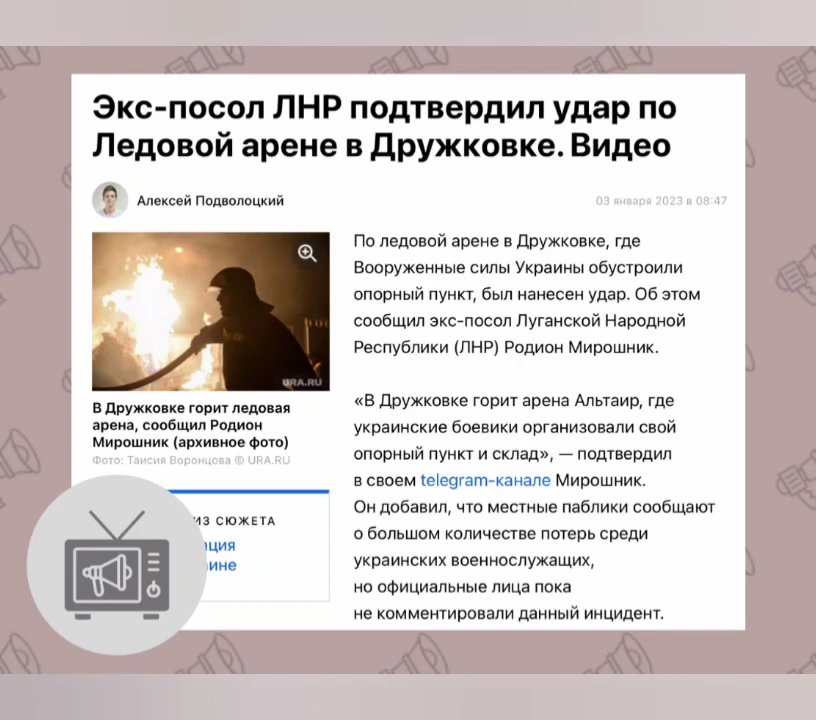 Экс-посол ЛНР подтвердил удар по
Ледовой арене в Дружковке. Видео
Алексей Подволоцкий
03 января 2023 в 08:47
URA.RU
В Дружковке горит ледовая
арена, сообщил Родион
Мирошник (архивное фото)
Фото: Таисия Воронцова © URA.RU
ИЗ СЮЖЕТА
По ледовой арене в Дружковке, где
Вооруженные силы Украины обустроили
опорный пункт, был нанесен удар. Об этом
сообщил экс-посол Луганской Народной
Республики (ЛНР) Родион Мирошник.
«В Дружковке горит арена Альтаир, где
украинские боевики организовали свой
опорный пункт и склад», — подтвердил
в своем telegram-канале Мирошник.
Он добавил, что местные паблики сообщают
о большом количестве потерь среди
украинских военнослужащих,
но официальные лица пока
не комментировали данный инцидент.